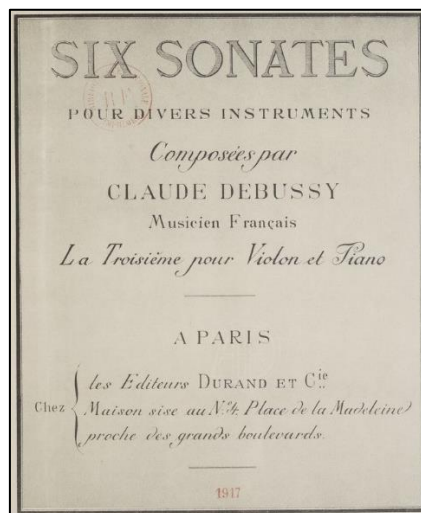 SIX SONATES
POUR DIVERS INSTRUMENTS
Composées par
CLAUDE DEBUSSY
Musicien Français
La Troisième pour Violon et Piano
A PARIS
Chez
les Editeurs DURAND ET Cie
Maison sise au No. 4. Place de la Madeleine
proche des grands boulevards.
1917